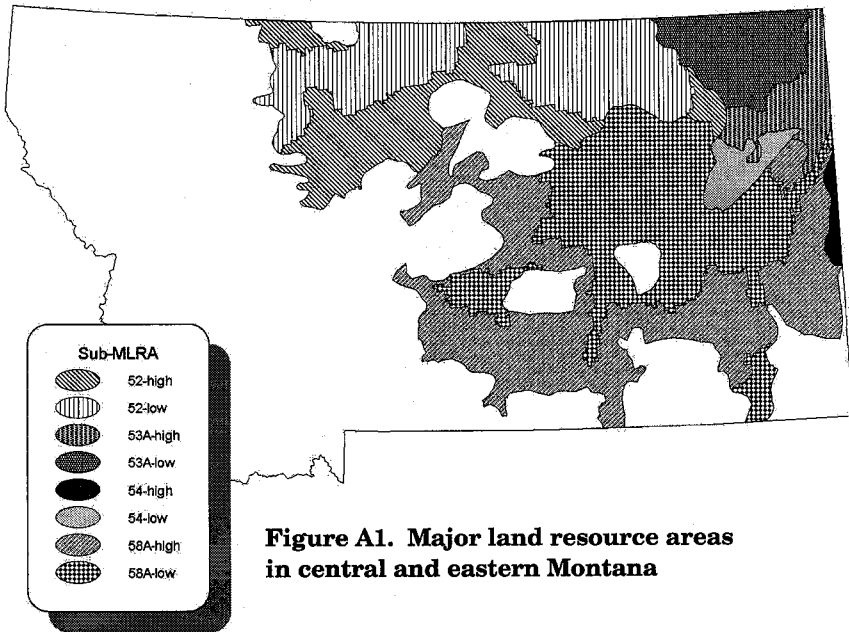 Sub-MLRA
52-high
52-low
53A-high
53A-low
54-high
54-low
58A-high
58A-low
Figure A1. Major land resource areas
in central and eastern Montana